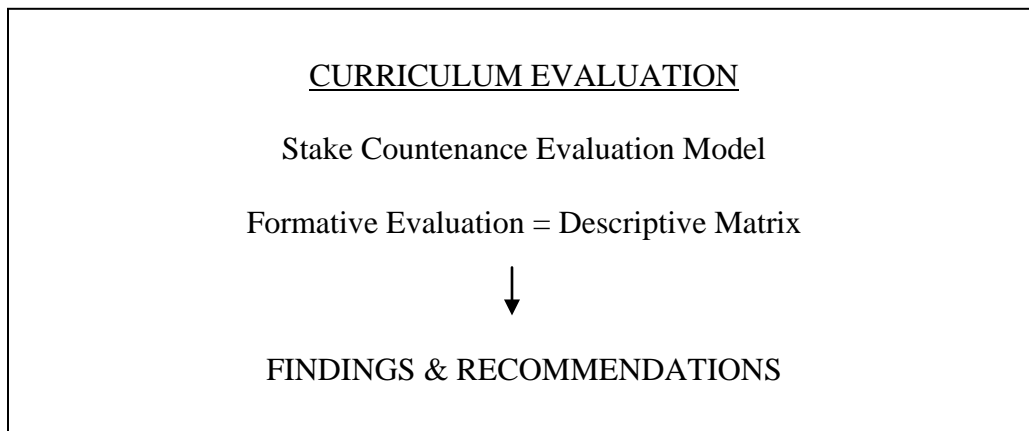 CURRICULUM EVALUATION
Stake Countenance Evaluation Model
Formative Evaluation = Descriptive Matrix
FINDINGS & RECOMMENDATIONS